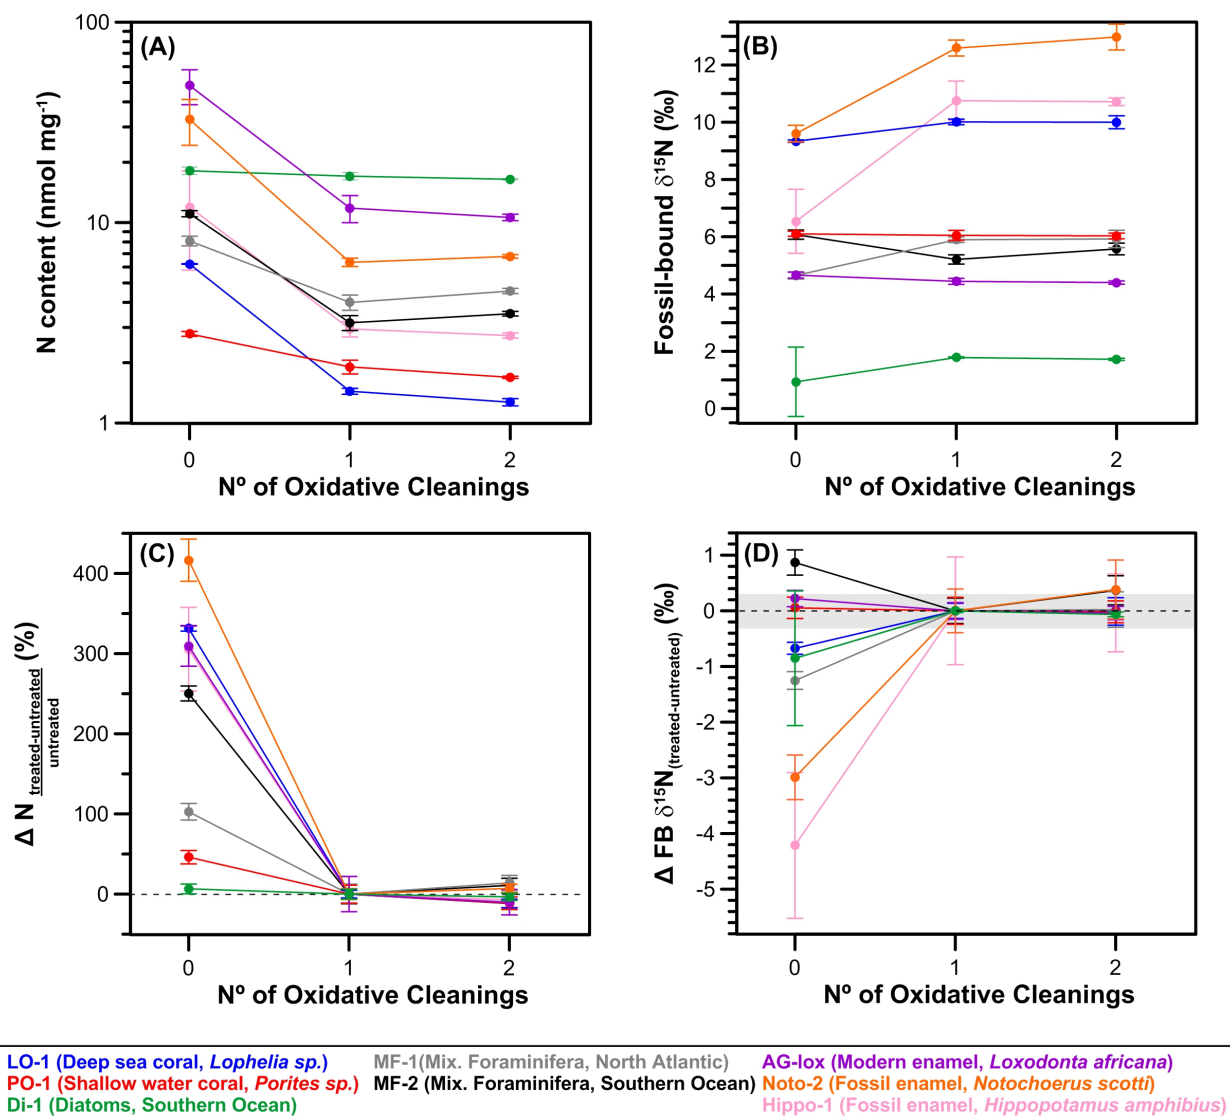 (A)
N content (nmol mg⁻¹)
100
10
1
0 1 2
Nº of Oxidative Cleanings
(B)
Fossil-bound δ¹⁵N (‰)
12
10
8
6
4
2
0
0 1 2
Nº of Oxidative Cleanings
(C)
Δ N treated-untreated (%)
untreated
400
300
200
100
0
0 1 2
Nº of Oxidative Cleanings
(D)
Δ FB δ¹⁵N(treated-untreated) (‰)
1
0
-1
-2
-3
-4
-5
0 1 2
Nº of Oxidative Cleanings
LO-1 (Deep sea coral, Lophelia sp.) MF-1(Mix. Foraminifera, North Atlantic) AG-lox (Modern enamel, Loxodonta africana)
PO-1 (Shallow water coral, Porites sp.) MF-2 (Mix. Foraminifera, Southern Ocean) Noto-2 (Fossil enamel, Notochoerus scotti)
Di-1 (Diatoms, Southern Ocean) Hippo-1 (Fossil enamel, Hippopotamus amphibius)